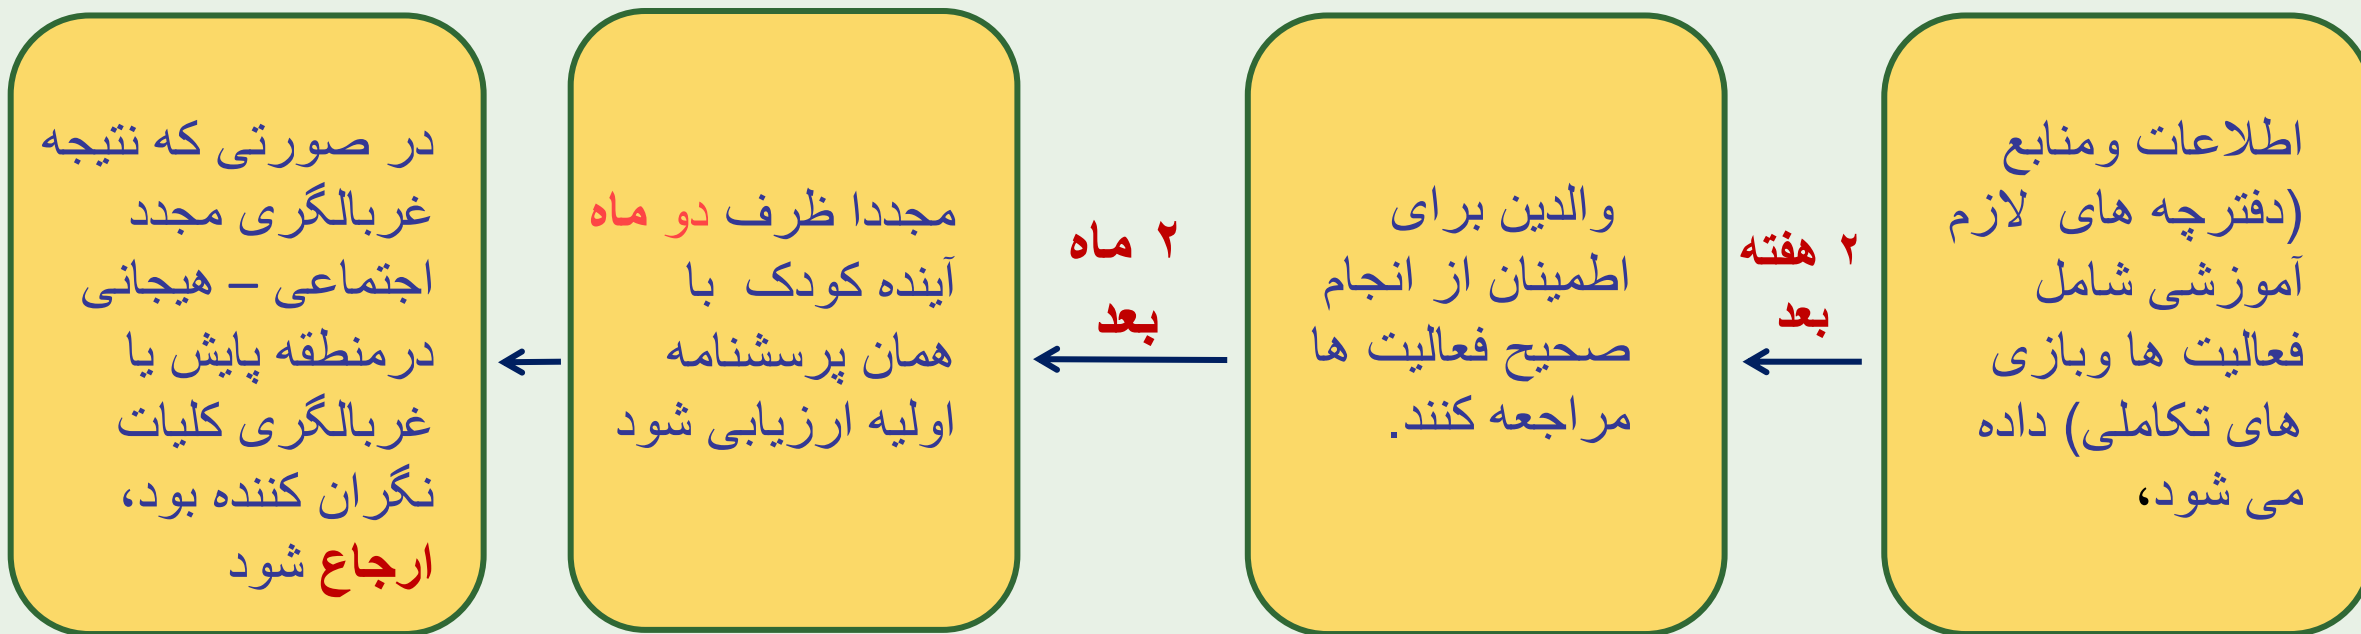 اطلاعات ومنابع
(دفترچه های لازم
آموزشی شامل
فعالیت ها وبازی
های تکاملی) داده
می شود،
۲ هفته
بعد
والدین برای
اطمینان از انجام
صحیح فعالیت ها
مراجعه کنند.
۲ ماه
بعد
مجددا ظرف دو ماه
آینده کودک با
همان پرسشنامه
اولیه ارزیابی شود
در صورتی که نتیجه
غربالگری مجدد
اجتماعی – هیجانی
درمنطقه پایش یا
غربالگری کلیات
نگران کننده بود،
ارجاع شود